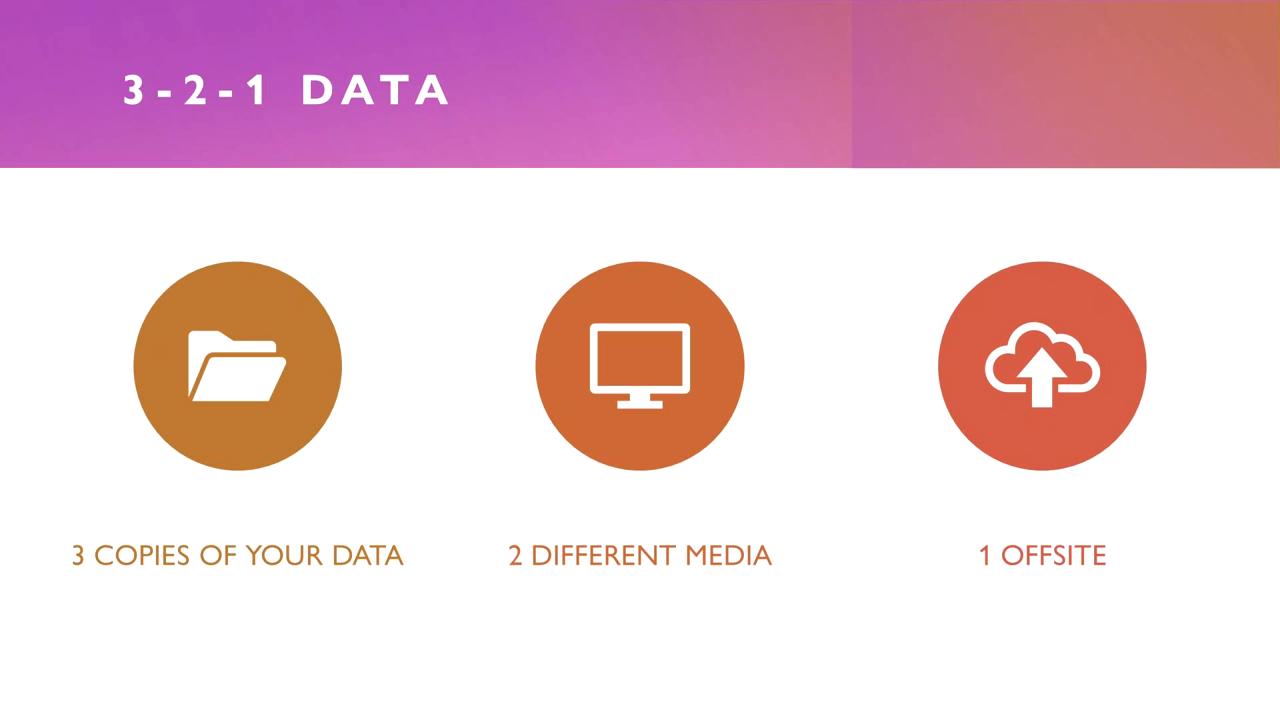 3-2-1 DATA
3 COPIES OF YOUR DATA
2 DIFFERENT MEDIA
1 OFFSITE